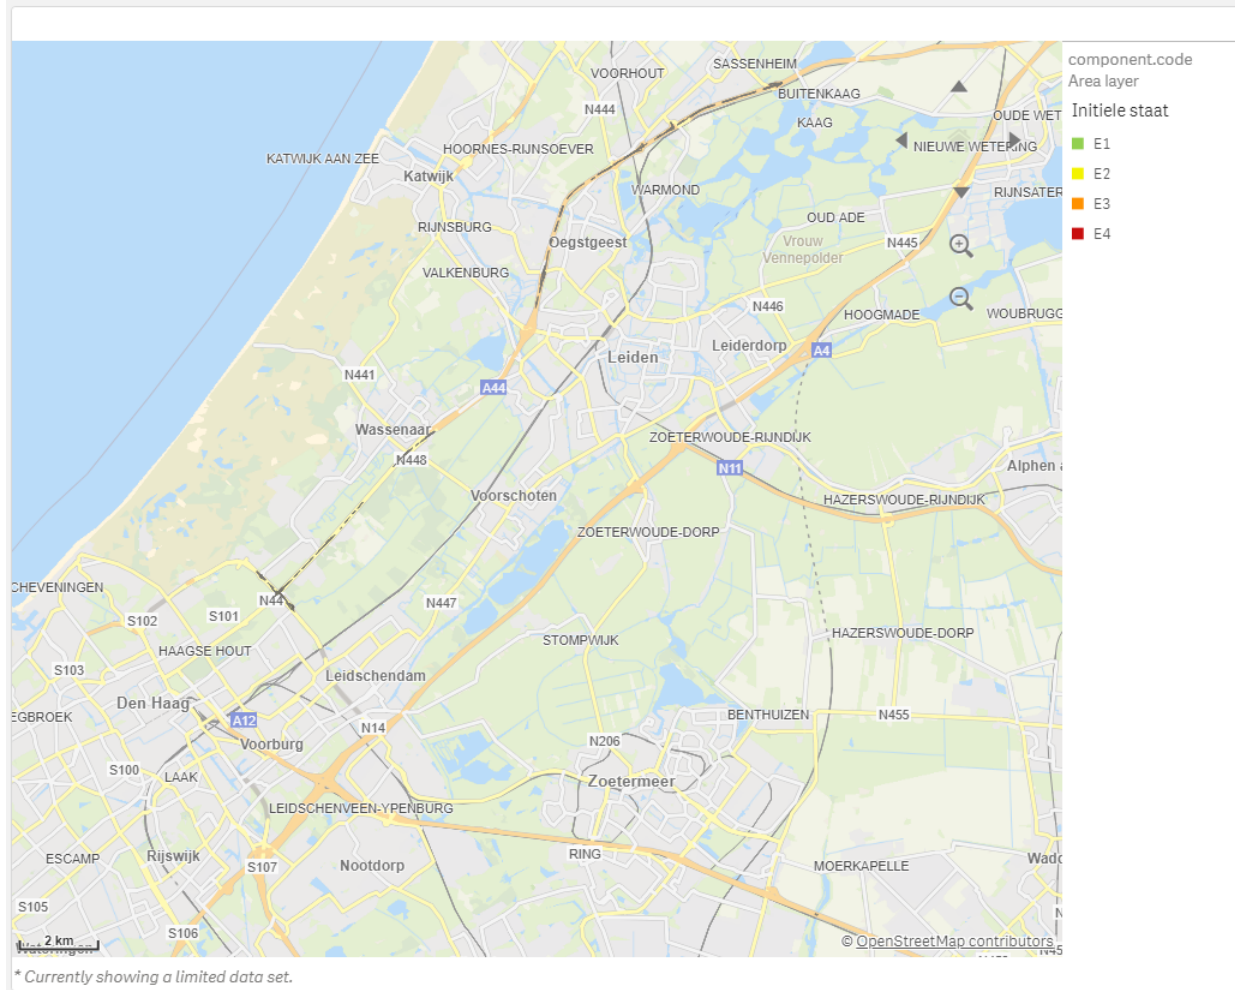 SASSENHEIM
component.code
VOORHOUT
Area layer
BUITENKAAG
N444
Initiele staat
OUDE WET
KAAG
E1
HOORNES-RIJNSOEVER
NIEUWE WETERING
KATWIJK AAN ZEE
Katwijk
E2
WARMOND
RIJNSATER
E3
OUD ADE
RIJNSBURG
E4
Oegstgeest
Vrouw
Vennepolder
N445
VALKENBURG
N446
HOOGMADE
WOUBRUGG
Leiden
Leiderdorp
A4
N441
A44
Wassenaar
ZOETERWOUDE-RIJNDIJK
N448
N11
Alphen a
Voorschoten
HAZERSWOUDE-RIJNDIJK
ZOETERWOUDE-DORP
CHEVENINGEN
N44
N447
S101
S102
HAZERSWOUDE-DORP
STOMPWIJK
HAAGSE HOUT
S103
Leidschendam
Den Haag
EGBROEK
A12
N14
BENTHUIZEN
N455
Voorburg
N206
S100
LAAK
Zoetermeer
LEIDSCHENVEEN-YPENBURG
RING
ESCAMP
Rijswijk
S107
Nootdorp
MOERKAPELLE
Wadd
S105
S106
2 km
© OpenStreetMap contributors
* Currently showing a limited data set.